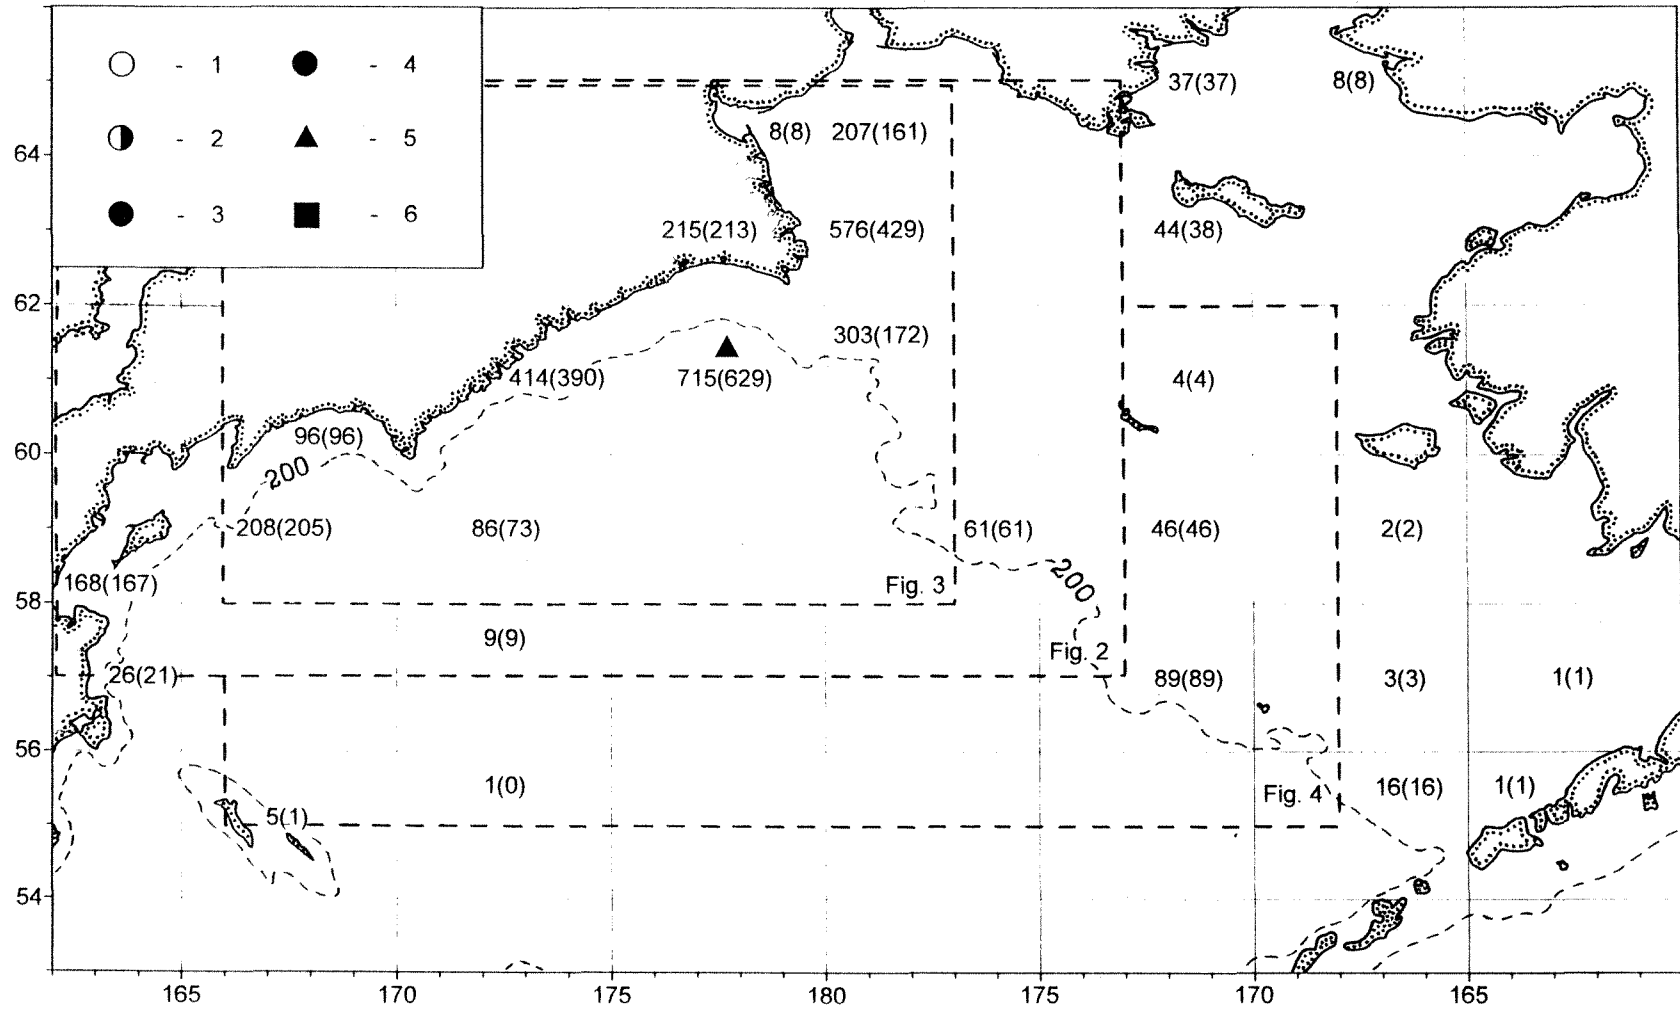 - 1 - 4
- 2 - 5
- 3 - 6
37(37) 8(8)
8(8) 207(161)
64
215(213) 576(429) 44(38)
62
303(172)
414(390) 715(629) 4(4)
96(96)
60
200
208(205) 86(73) 61(61) 46(46) 2(2)
168(167) Fig. 3 200
58
9(9) Fig. 2
26(21) 89(89) 3(3) 1(1)
56
1(0) Fig. 4 16(16) 1(1)
5(1)
54
165 170 175 180 175 170 165